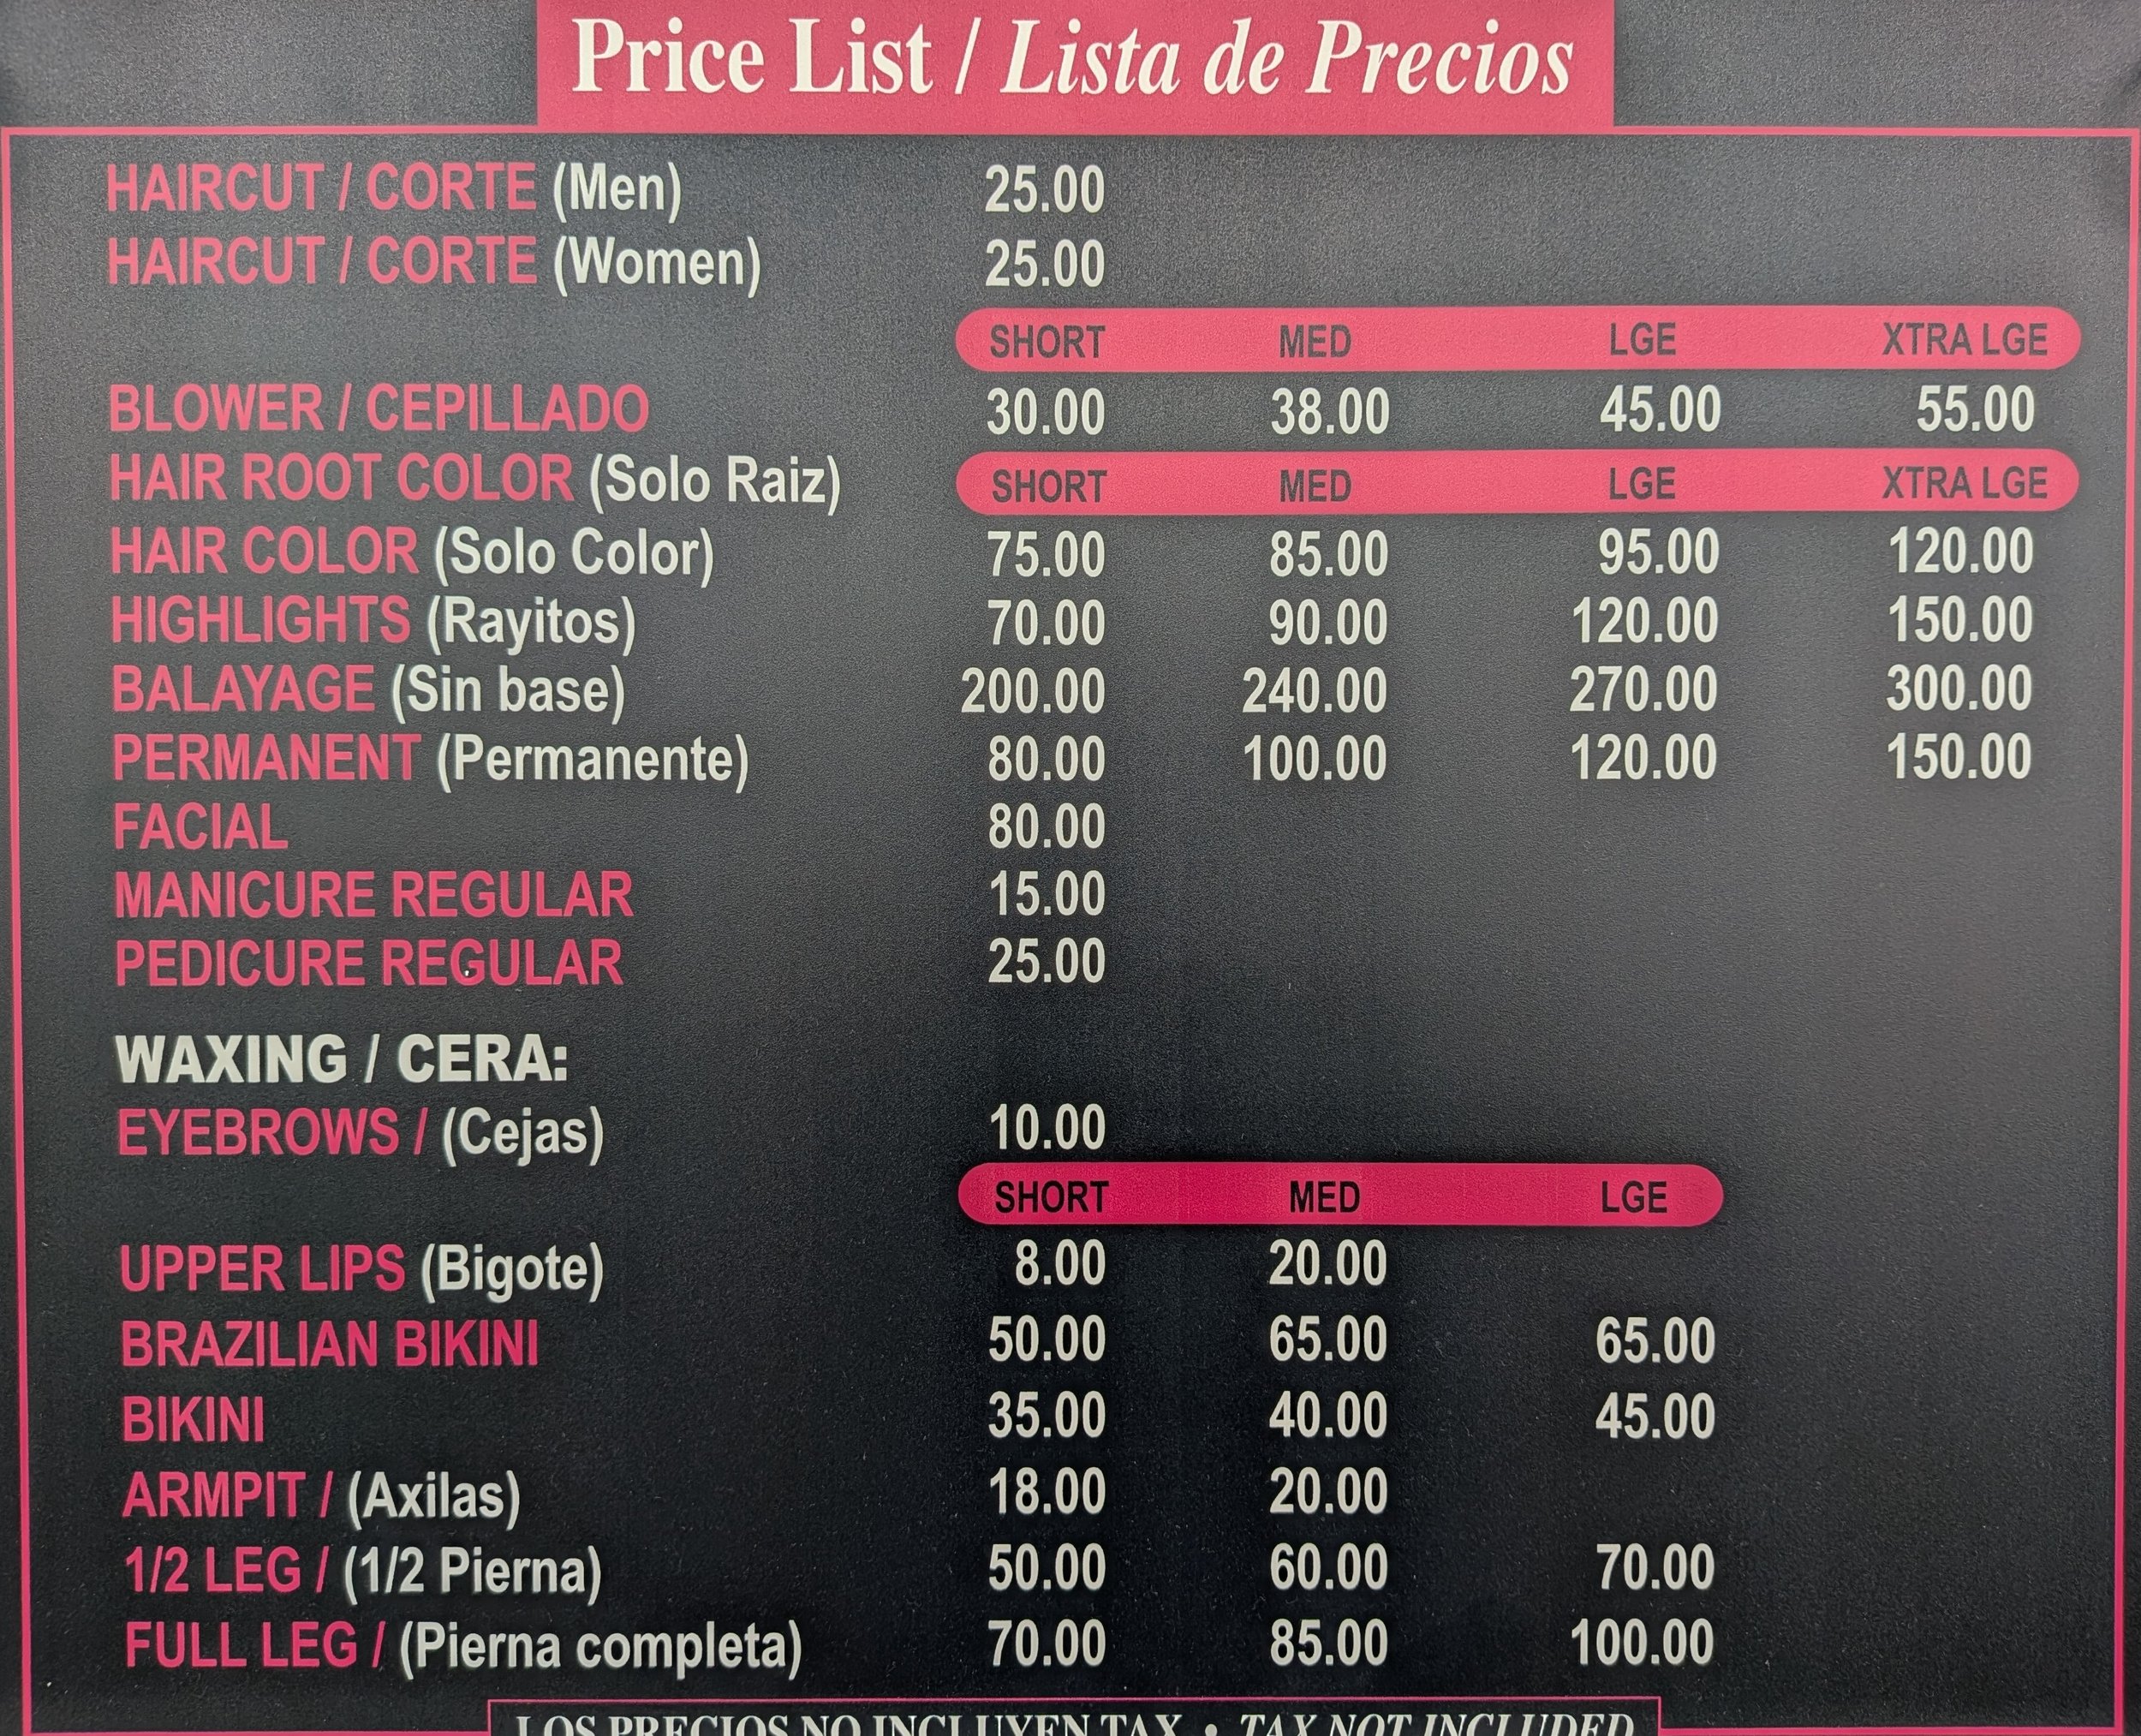 Price List / Lista de Precios
HAIRCUT / CORTE (Men) 25.00
HAIRCUT / CORTE (Women) 25.00
SHORT MED LGE XTRA LGE
BLOWER / CEPILLADO 30.00 38.00 45.00 55.00
HAIR ROOT COLOR (Solo Raiz) SHORT MED LGE XTRA LGE
HAIR COLOR (Solo Color) 75.00 85.00 95.00 120.00
HIGHLIGHTS (Rayitos) 70.00 90.00 120.00 150.00
BALAYAGE (Sin base) 200.00 240.00 270.00 300.00
PERMANENT (Permanente) 80.00 100.00 120.00 150.00
FACIAL 80.00
MANICURE REGULAR 15.00
PEDICURE REGULAR 25.00
WAXING / CERA:
EYEBROWS / (Cejas) 10.00
SHORT MED LGE
UPPER LIPS (Bigote) 8.00 20.00
BRAZILIAN BIKINI 50.00 65.00 65.00
BIKINI 35.00 40.00 45.00
ARMPIT / (Axilas) 18.00 20.00
1/2 LEG / (1/2 Pierna) 50.00 60.00 70.00
FULL LEG / (Pierna completa) 70.00 85.00 100.00
LOS PRECIOS NO INCLUYEN TAX • TAX NOT INCLUDED